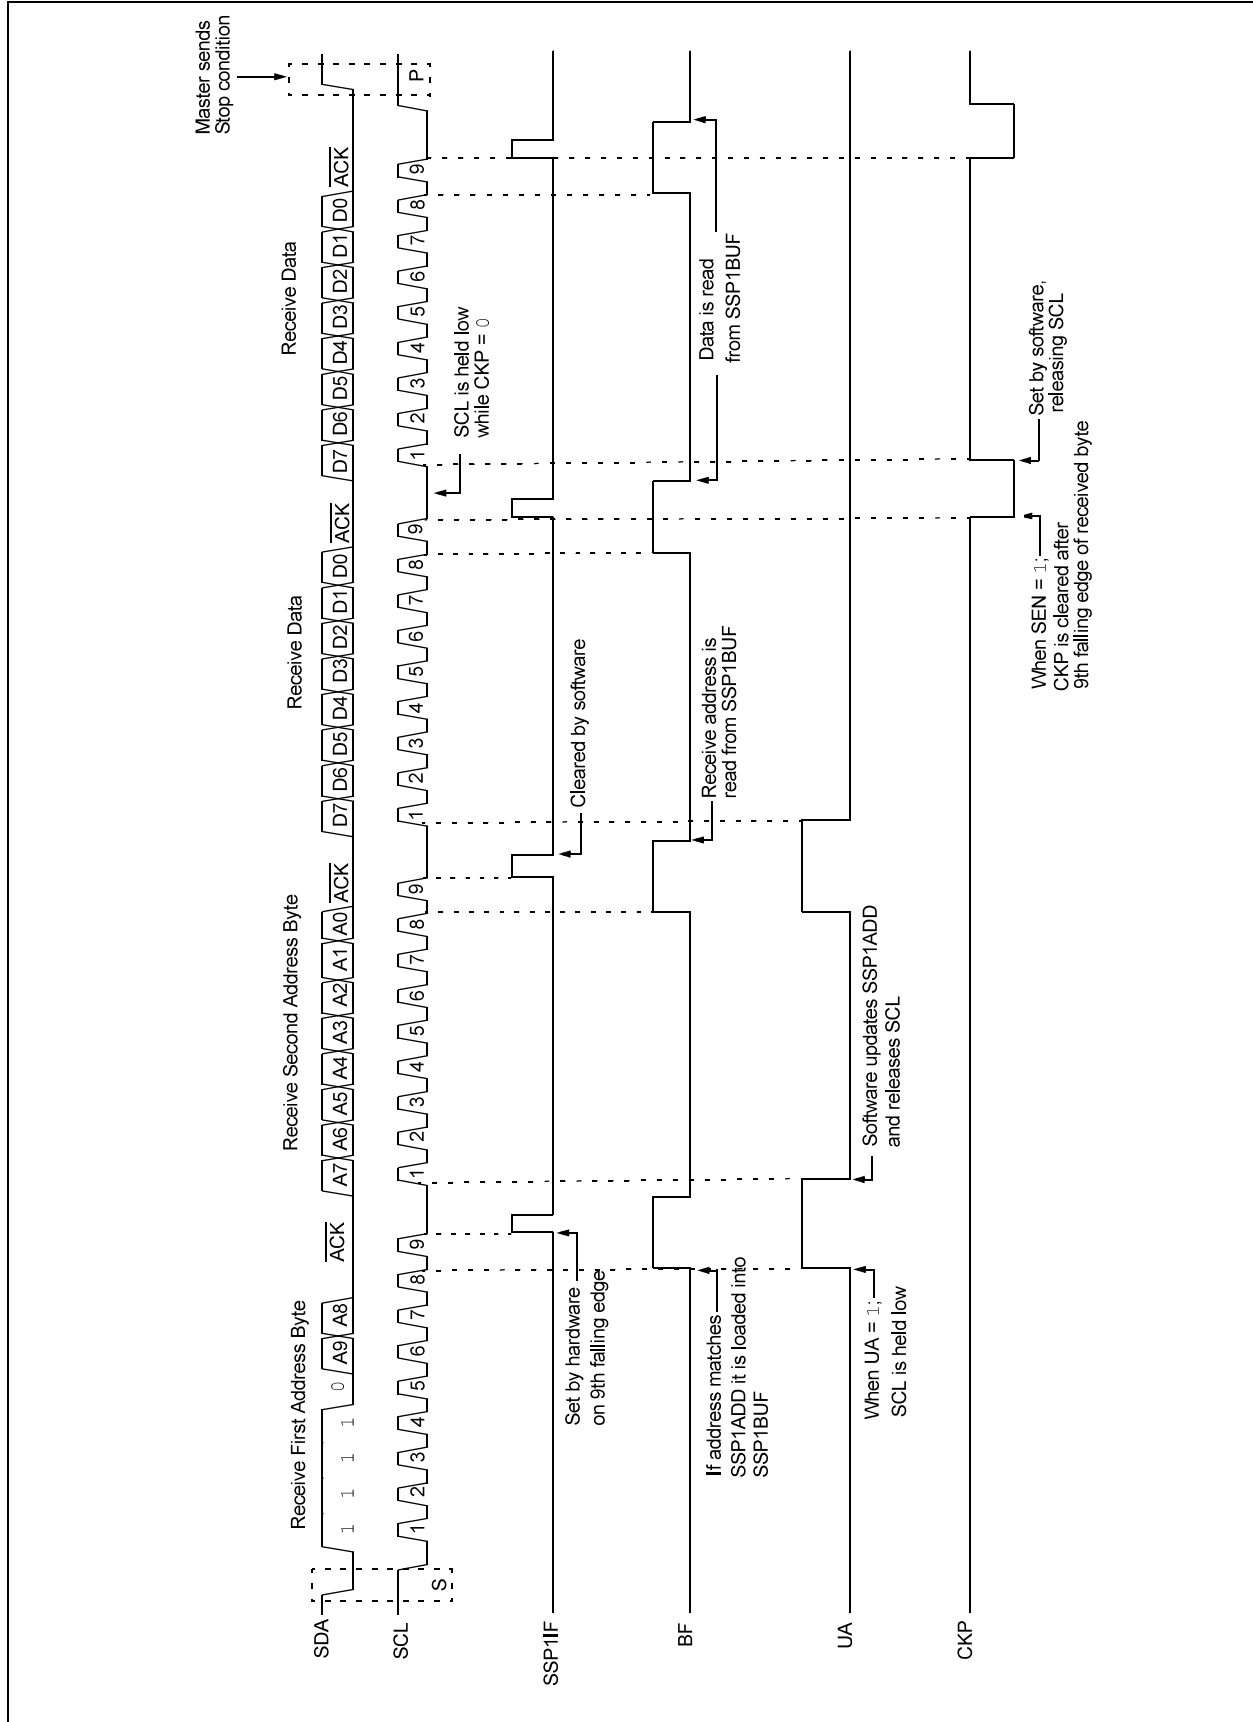 Master sends
Stop condition
Receive First Address Byte
Receive Second Address Byte
Receive Data
Receive Data
SDA
1 1 1 1 0 A9 A8 ACK A7 A6 A5 A4 A3 A2 A1 A0 ACK D7 D6 D5 D4 D3 D2 D1 D0 ACK D7 D6 D5 D4 D3 D2 D1 D0 ACK
SCL
S 1 2 3 4 5 6 7 8 9 1 2 3 4 5 6 7 8 9 1 2 3 4 5 6 7 8 9 1 2 3 4 5 6 7 8 9 P
SCL is held low
while CKP = 0
SSP1IF
Set by hardware
on 9th falling edge
Cleared by software
BF
If address matches
SSP1ADD it is loaded into
SSP1BUF
Receive address is
read from SSP1BUF
Data is read
from SSP1BUF
UA
When UA = 1;
SCL is held low
Software updates SSP1ADD
and releases SCL
CKP
When SEN = 1;
CKP is cleared after
9th falling edge of received byte
Set by software,
releasing SCL